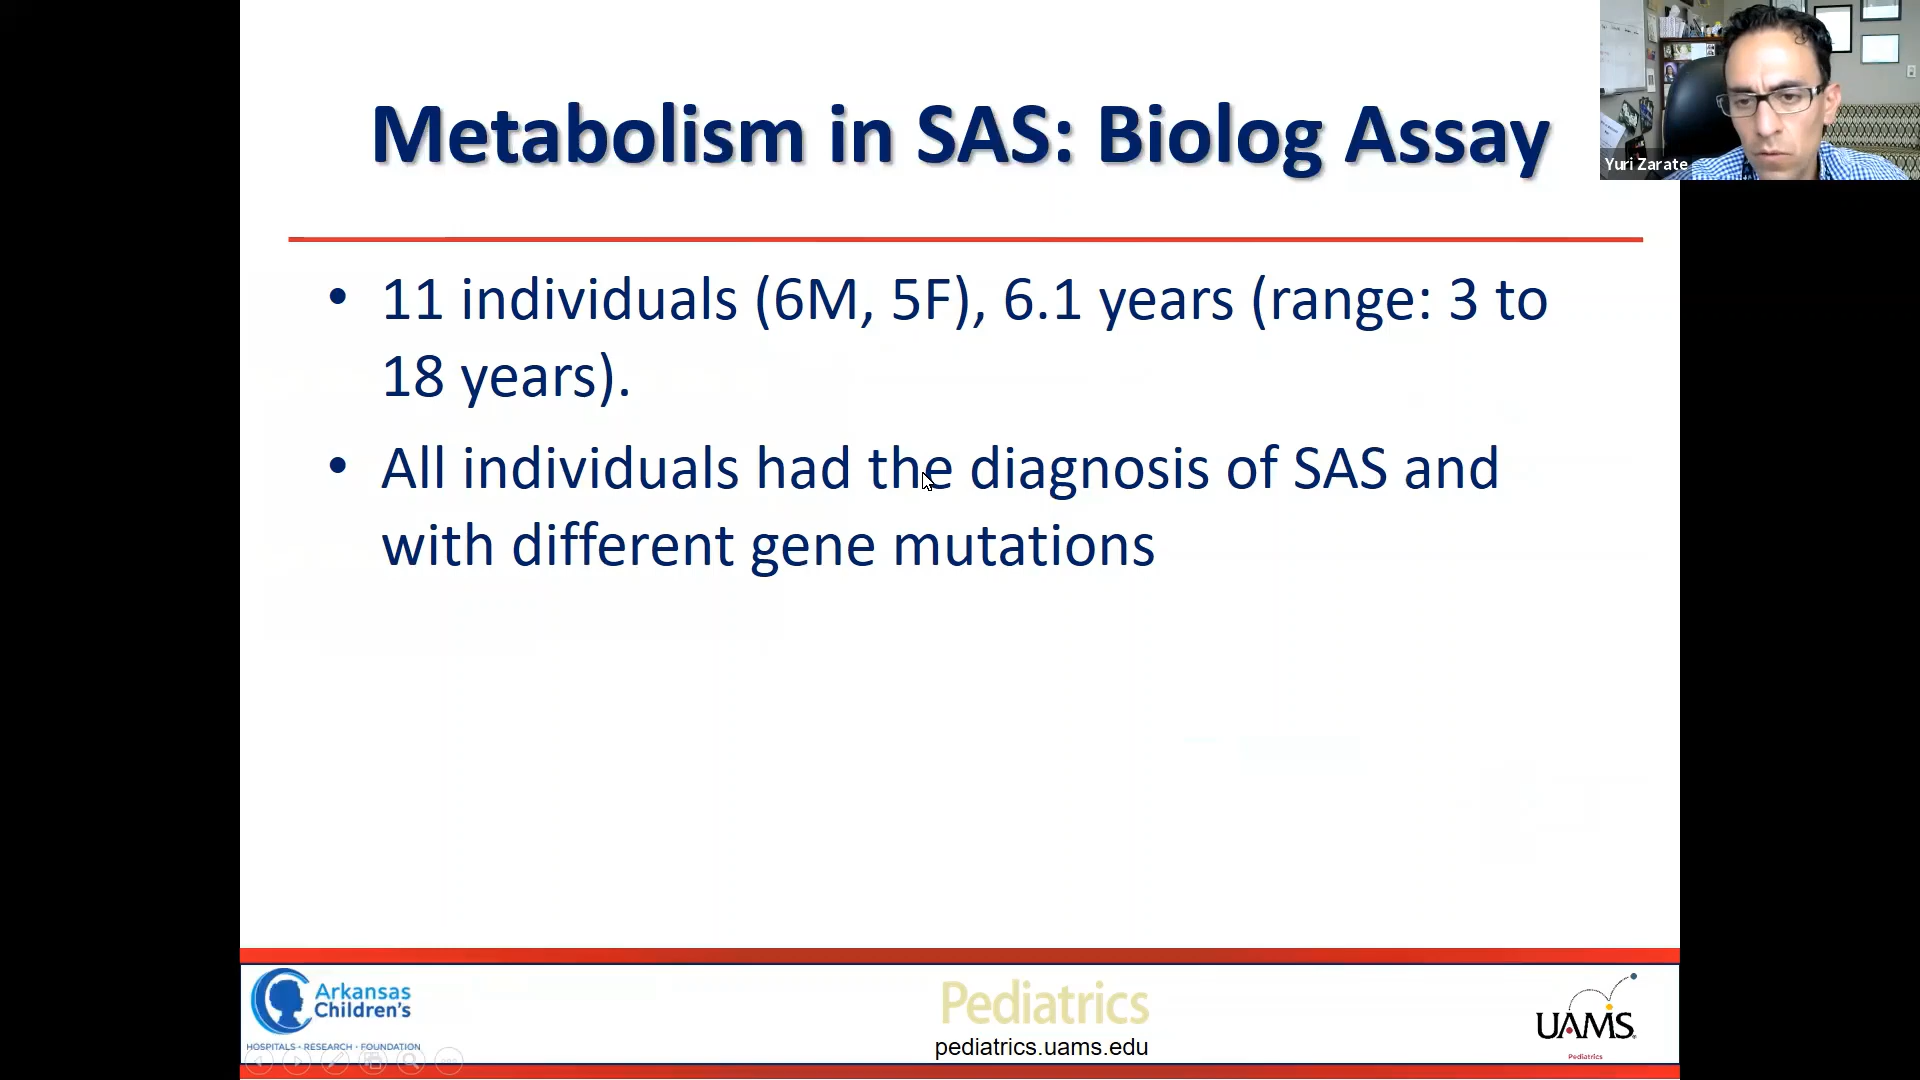 Metabolism in SAS: Biolog Assay
Yuri Zarate
• 11 individuals (6M, 5F), 6.1 years (range: 3 to
18 years).
• All individuals had the diagnosis of SAS and
with different gene mutations
Arkansas
Children's
HOSPITALS • RESEARCH • FOUNDATION
Pediatrics
pediatrics.uams.edu
UAMS
Pediatrics